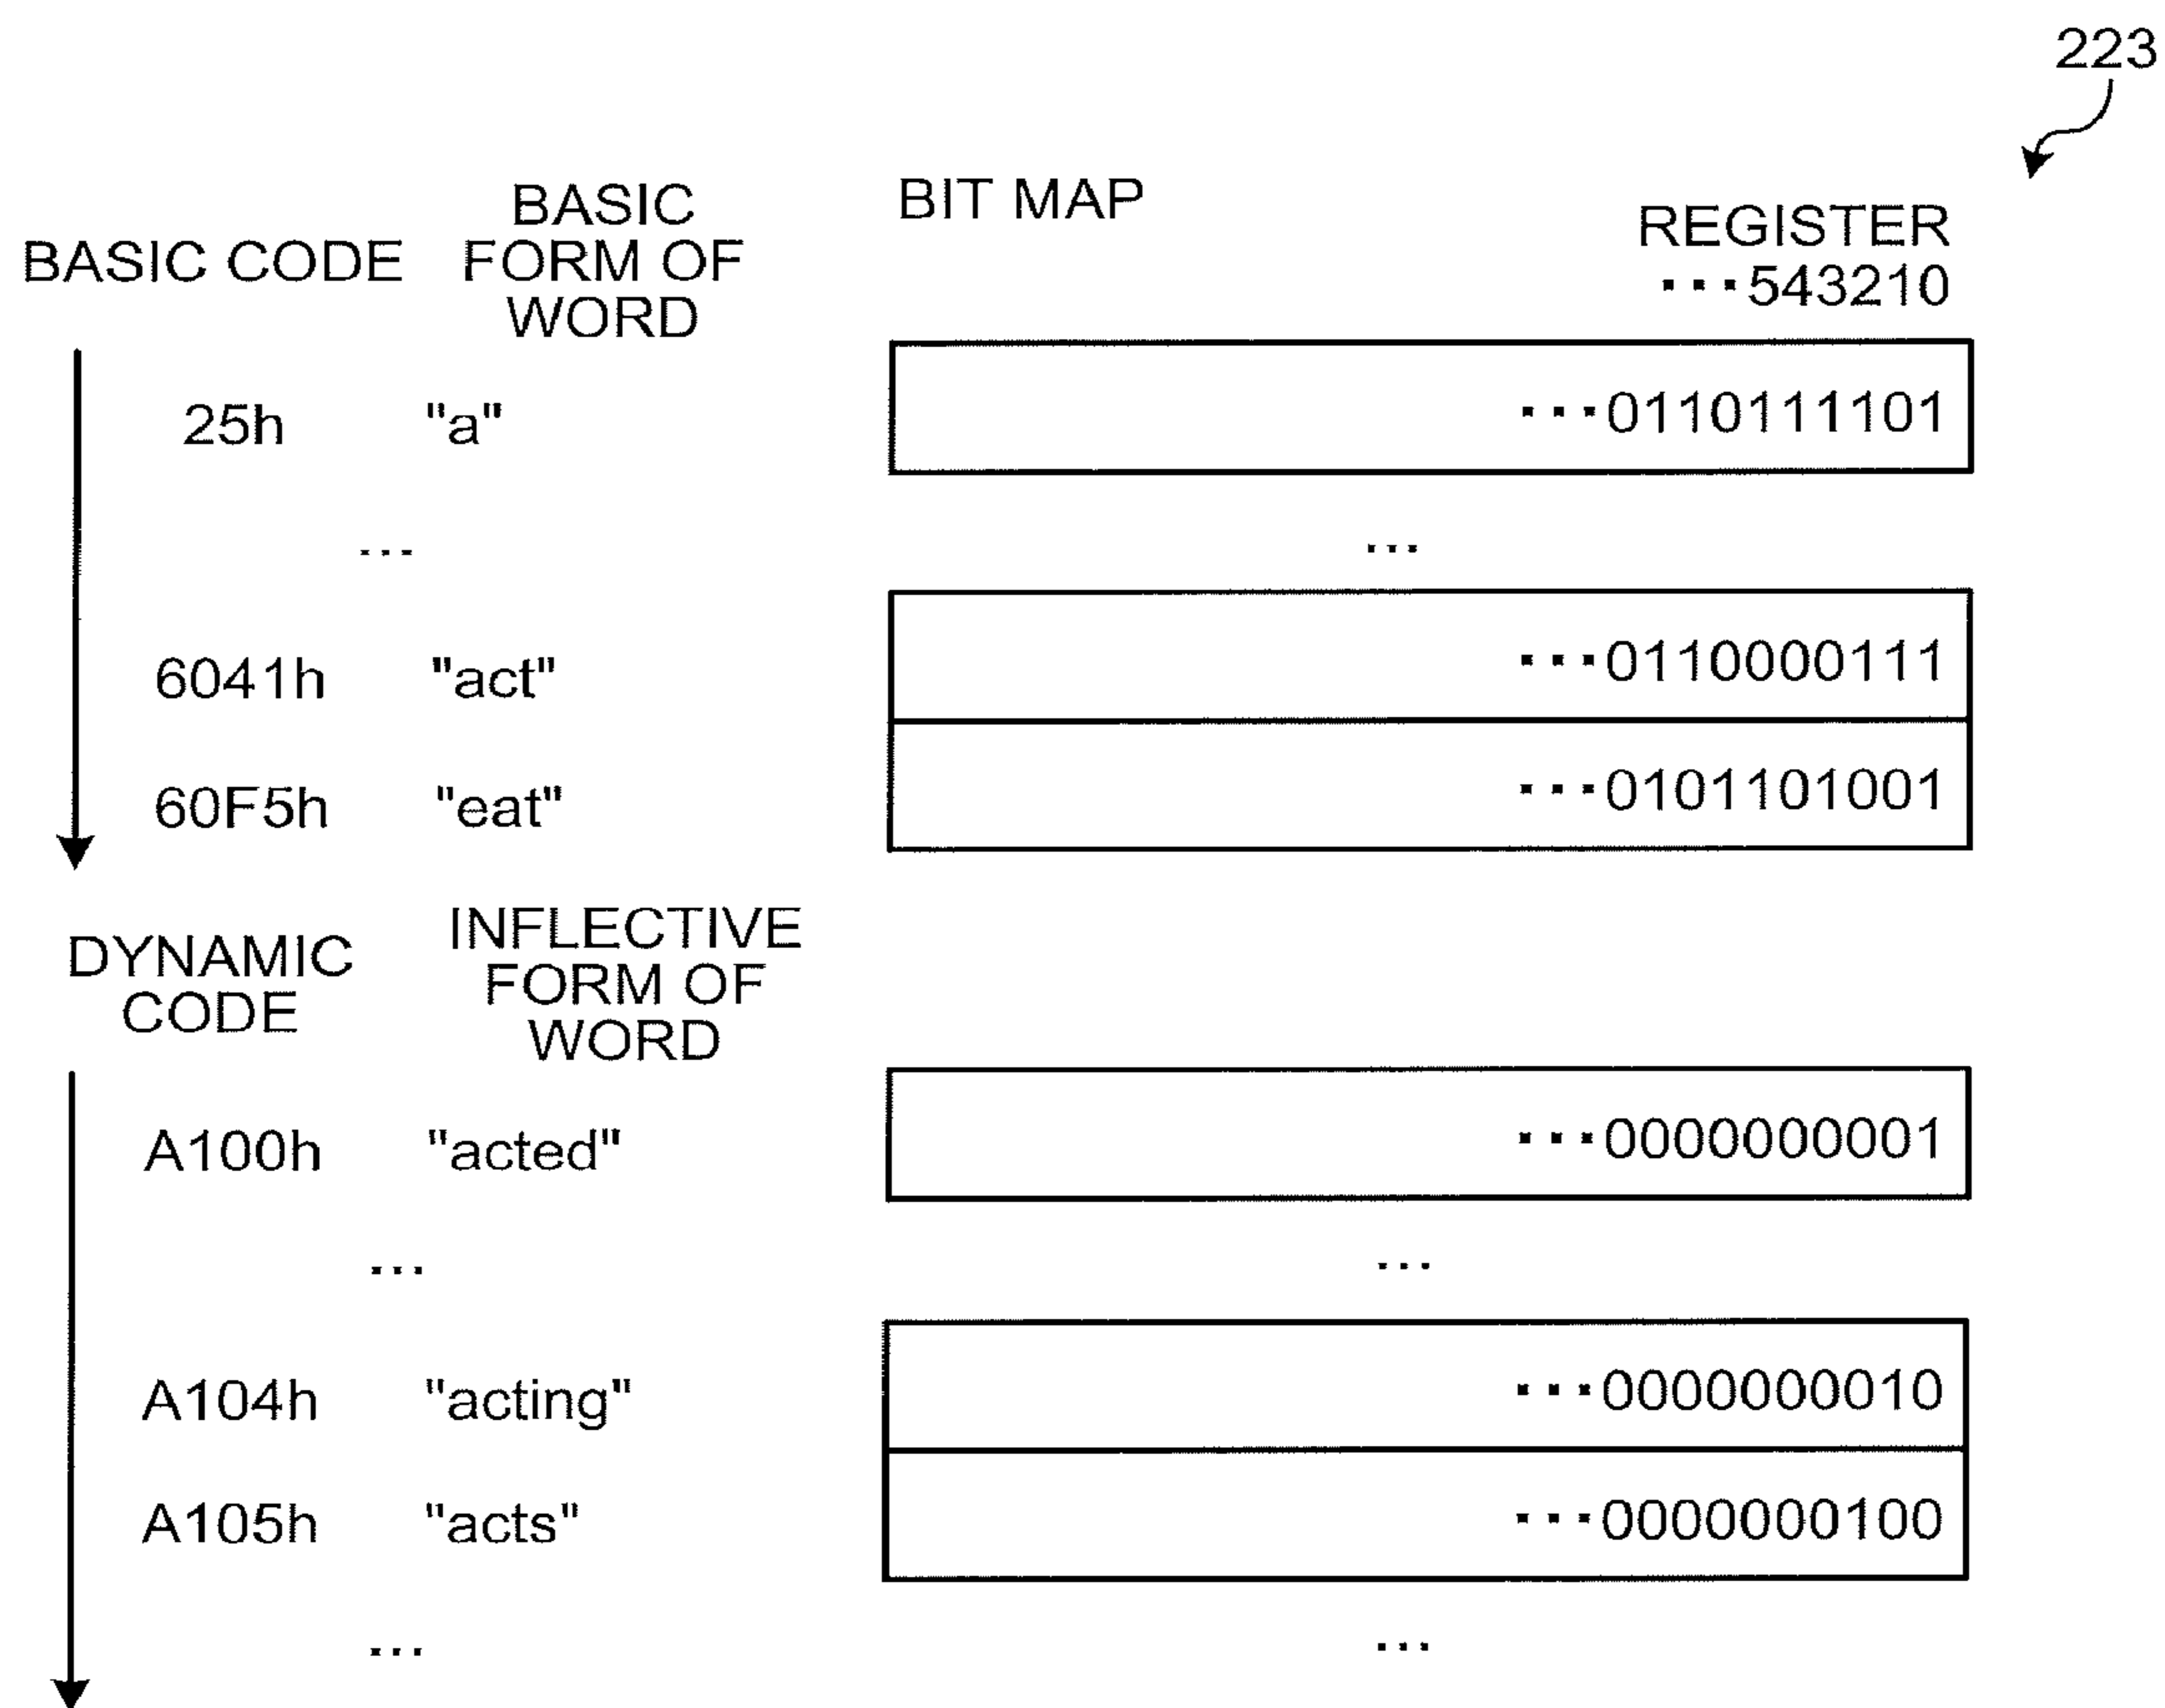 223
BASIC CODE
BASIC
FORM OF
WORD
BIT MAP
REGISTER
···543210
25h "a" ···0110111101
··· ···
6041h "act" ···0110000111
60F5h "eat" ···0101101001
DYNAMIC
CODE
INFLECTIVE
FORM OF
WORD
A100h "acted" ···0000000001
··· ···
A104h "acting" ···0000000010
A105h "acts" ···0000000100
··· ···